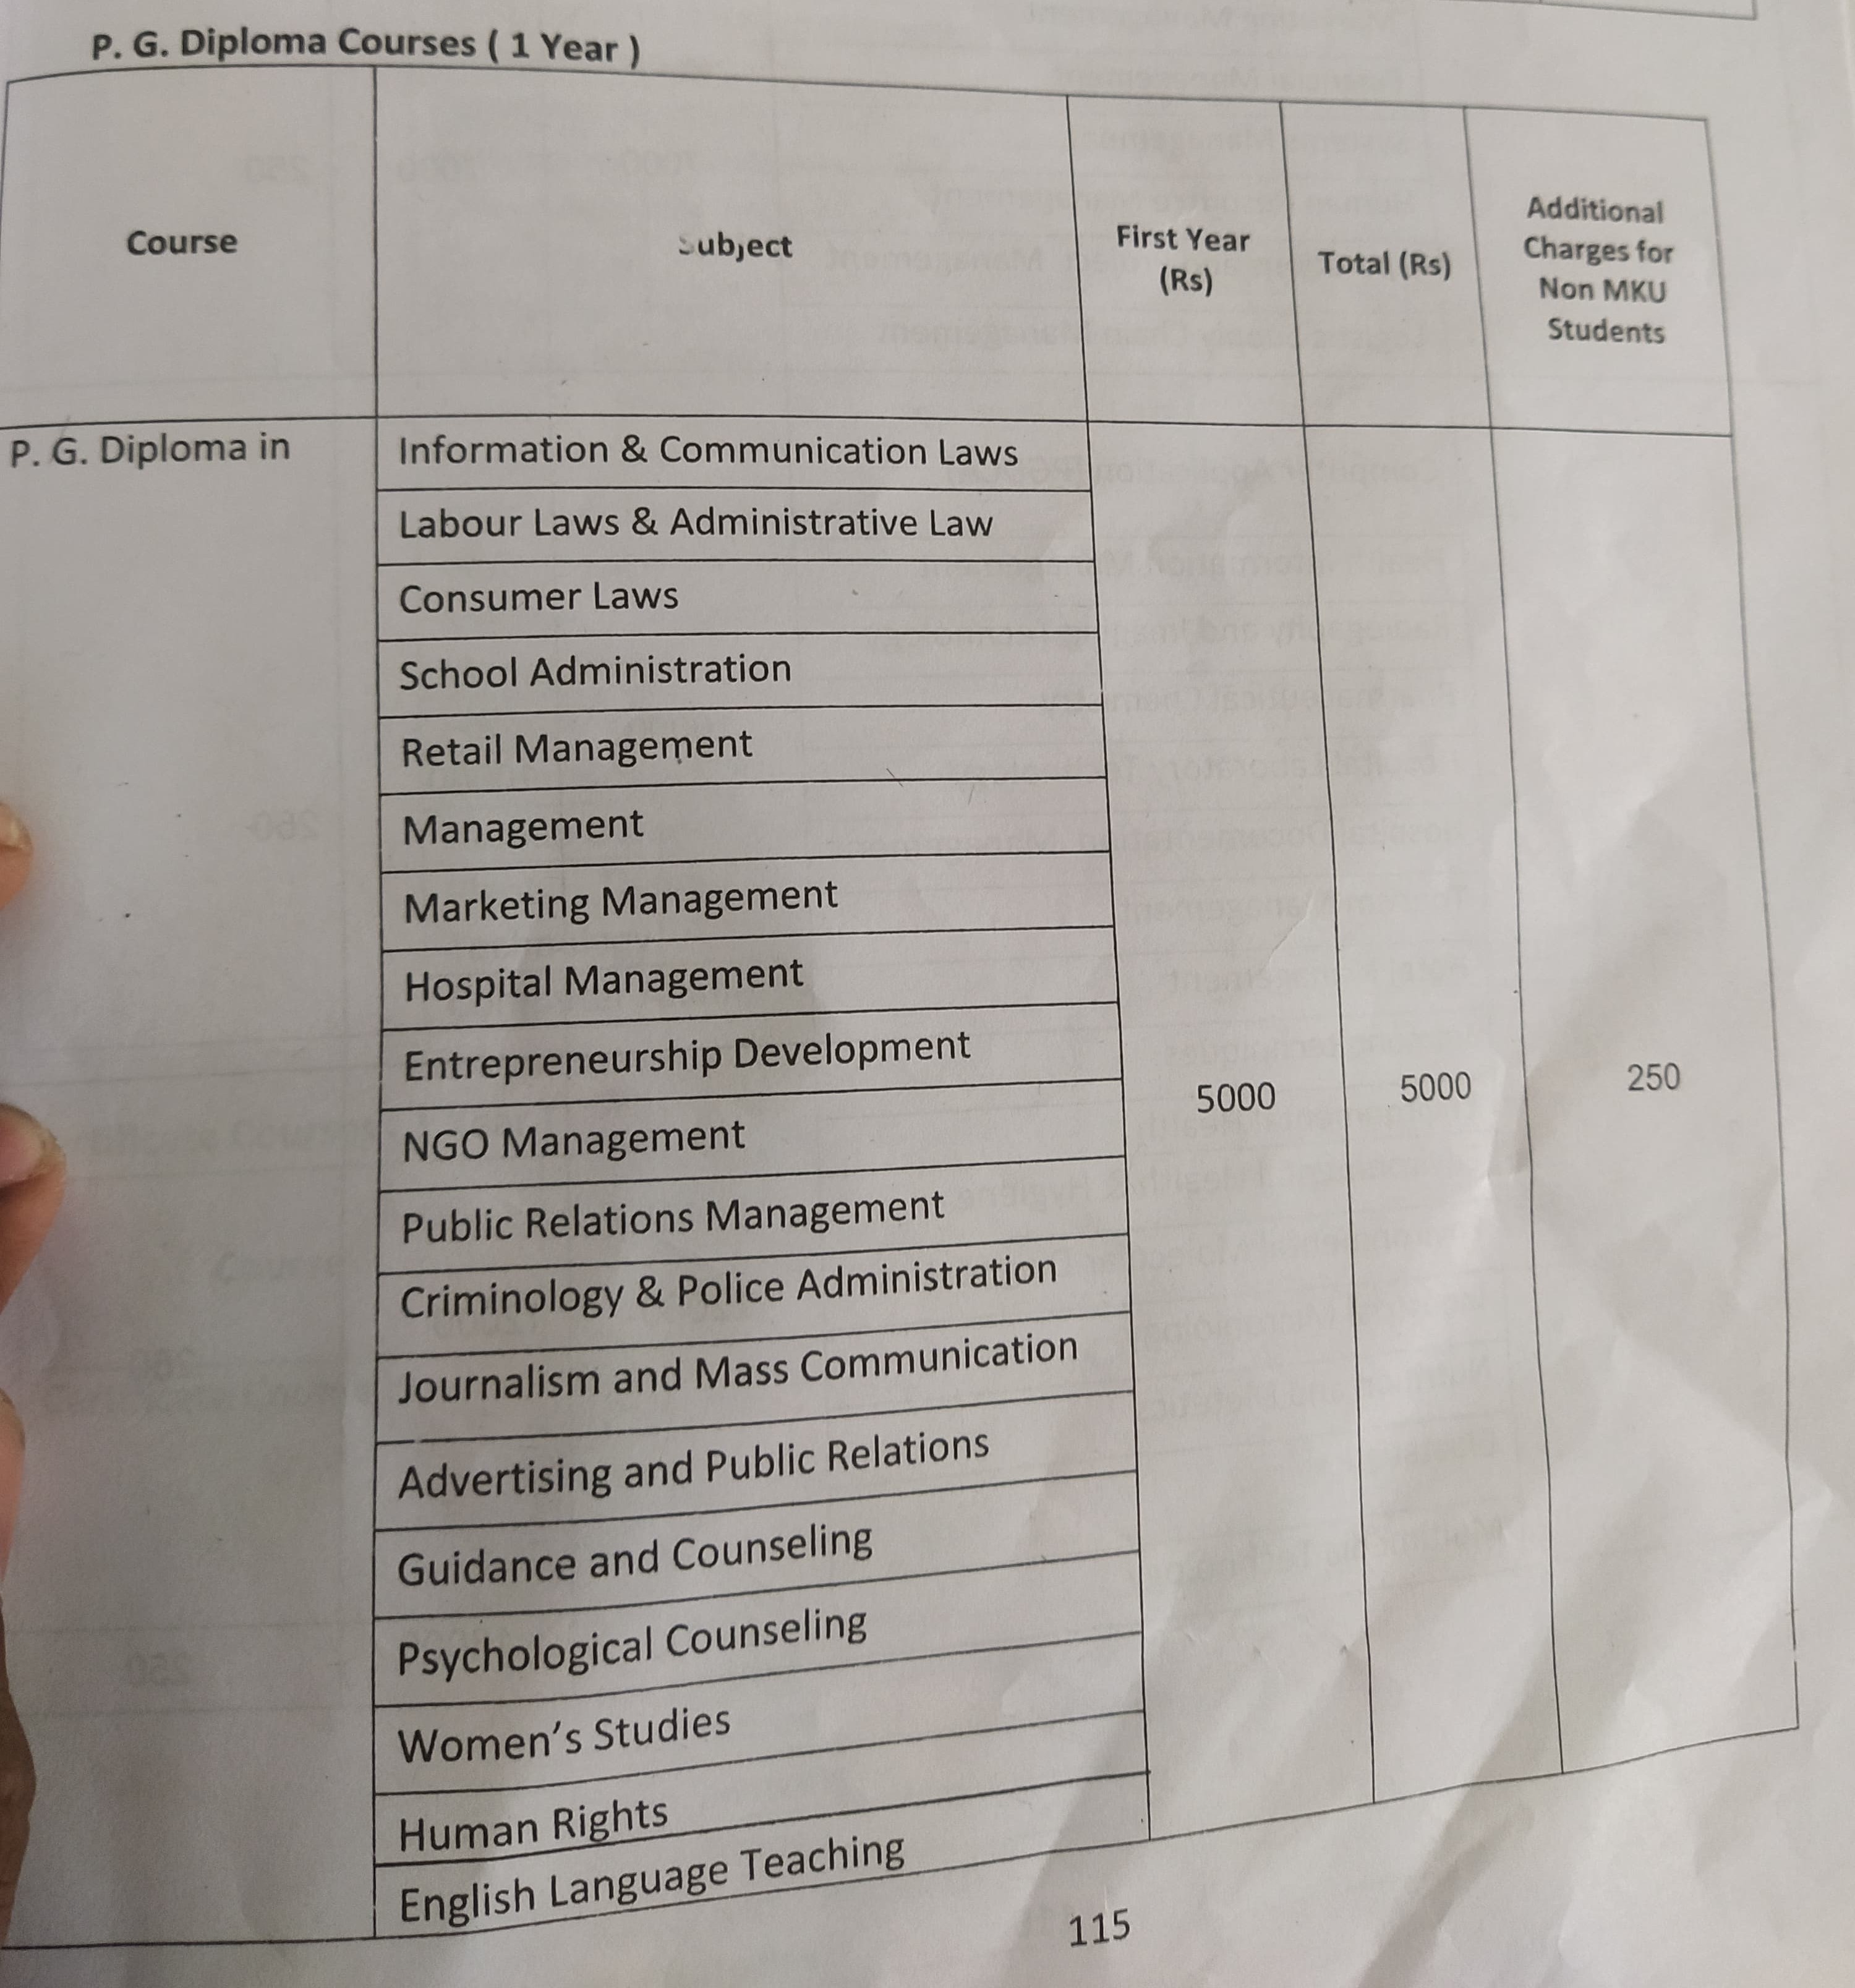 P. G. Diploma Courses ( 1 Year )
Course
Subject
First Year
(Rs)
Total (Rs)
Additional
Charges for
Non MKU
Students
P. G. Diploma in
Information & Communication Laws
Labour Laws & Administrative Law
Consumer Laws
School Administration
Retail Management
Management
Marketing Management
Hospital Management
Entrepreneurship Development
NGO Management
Public Relations Management
Criminology & Police Administration
Journalism and Mass Communication
Advertising and Public Relations
Guidance and Counseling
Psychological Counseling
Women's Studies
Human Rights
English Language Teaching
5000
5000
250
115